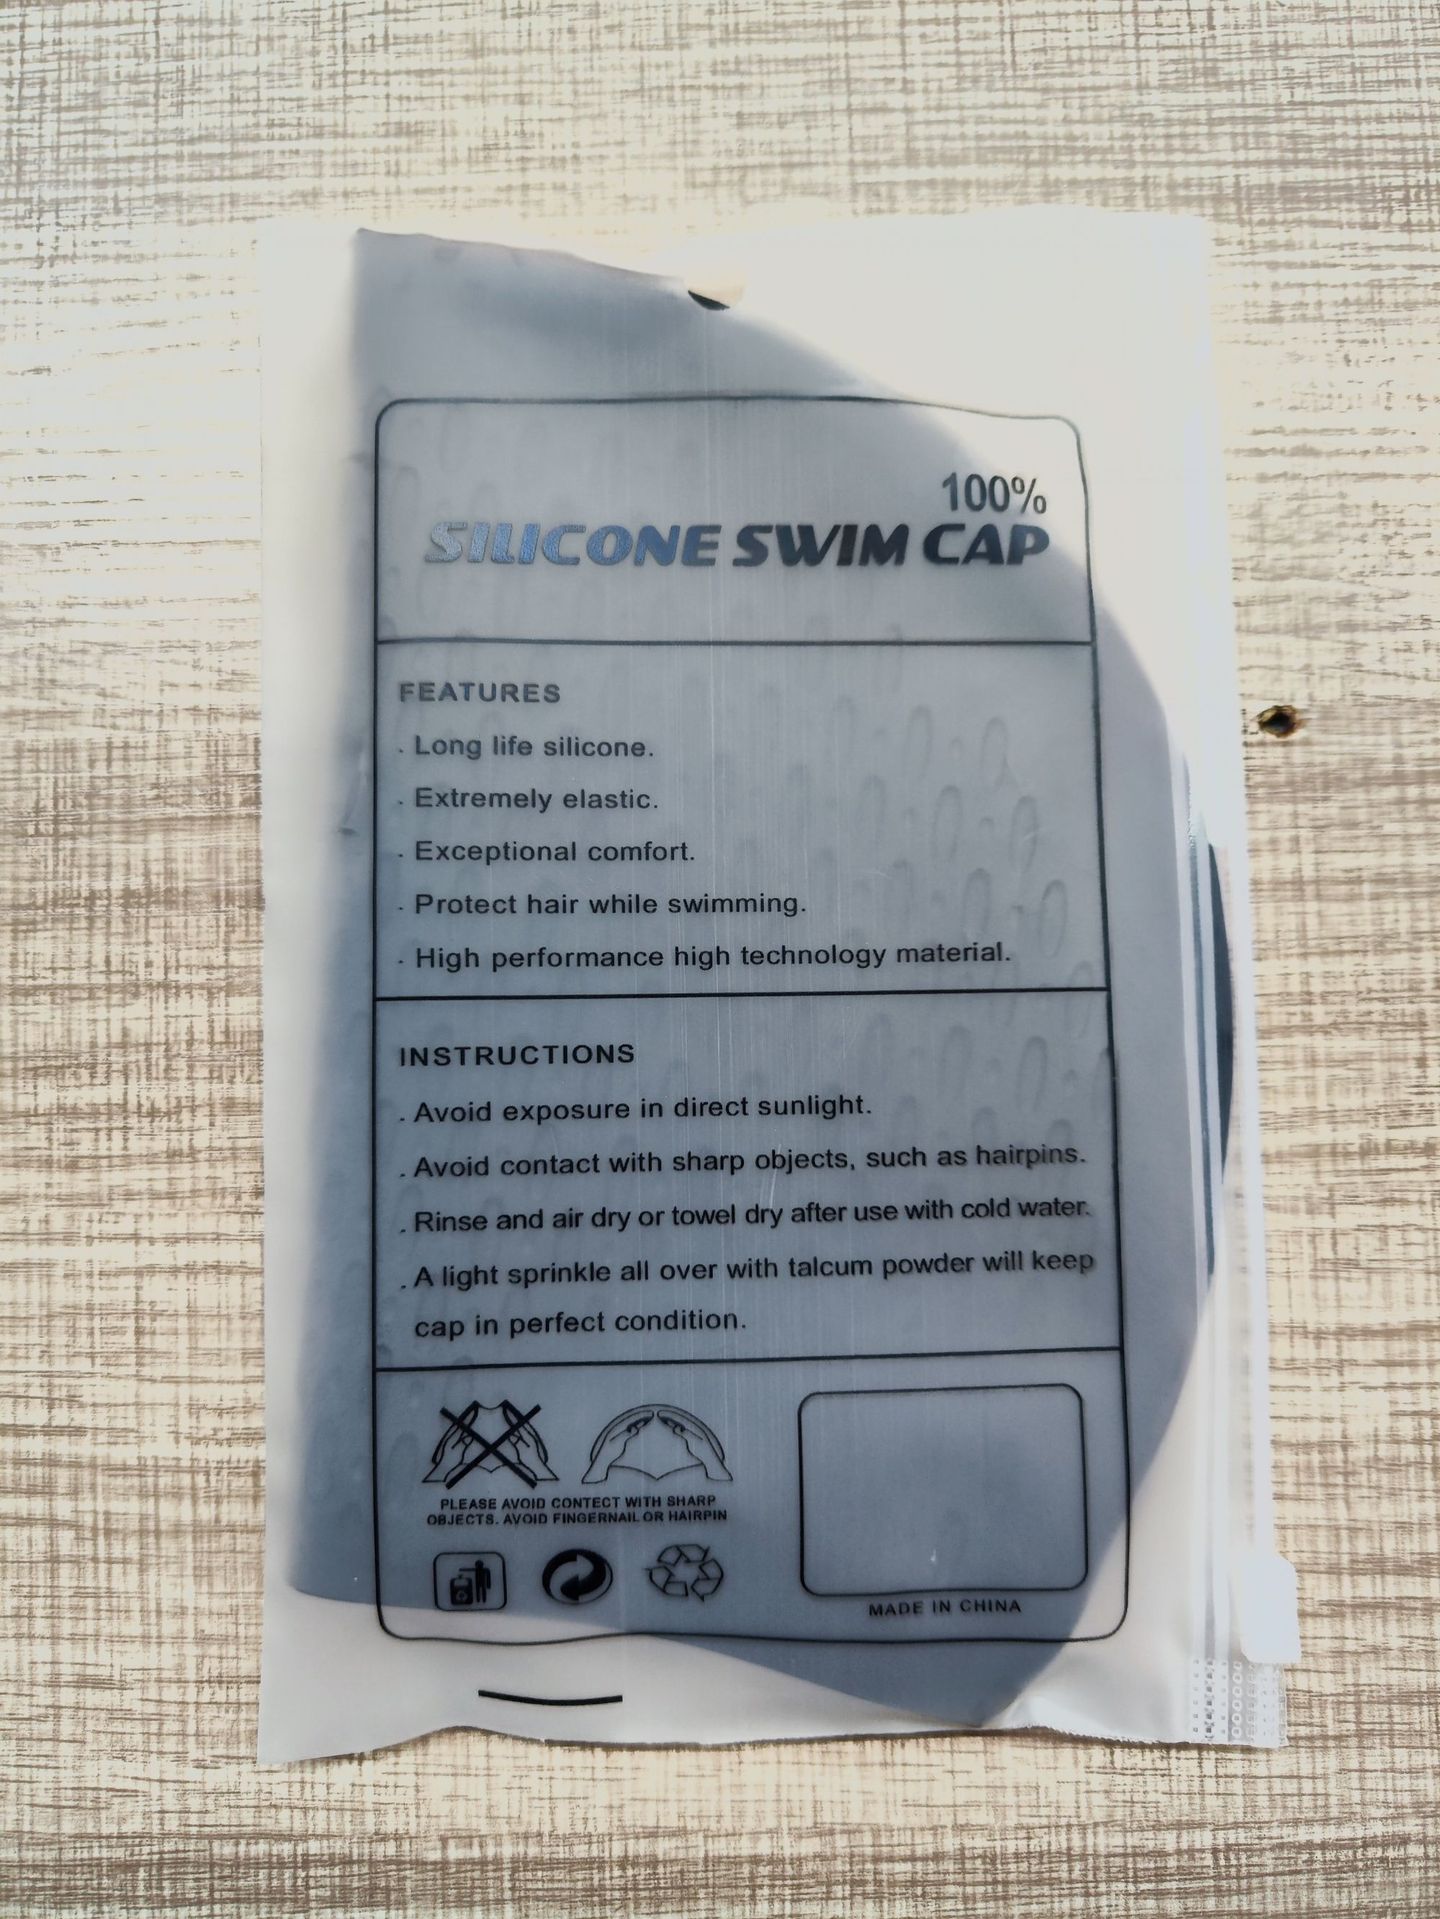 100%
SILICONE SWIM CAP
FEATURES
. Long life silicone.
. Extremely elastic.
. Exceptional comfort.
. Protect hair while swimming.
. High performance high technology material.
INSTRUCTIONS
. Avoid exposure in direct sunlight.
. Avoid contact with sharp objects, such as hairpins.
. Rinse and air dry or towel dry after use with cold water.
. A light sprinkle all over with talcum powder will keep
cap in perfect condition.
PLEASE AVOID CONTECT WITH SHARP
OBJECTS. AVOID FINGERNAIL OR HAIRPIN
MADE IN CHINA